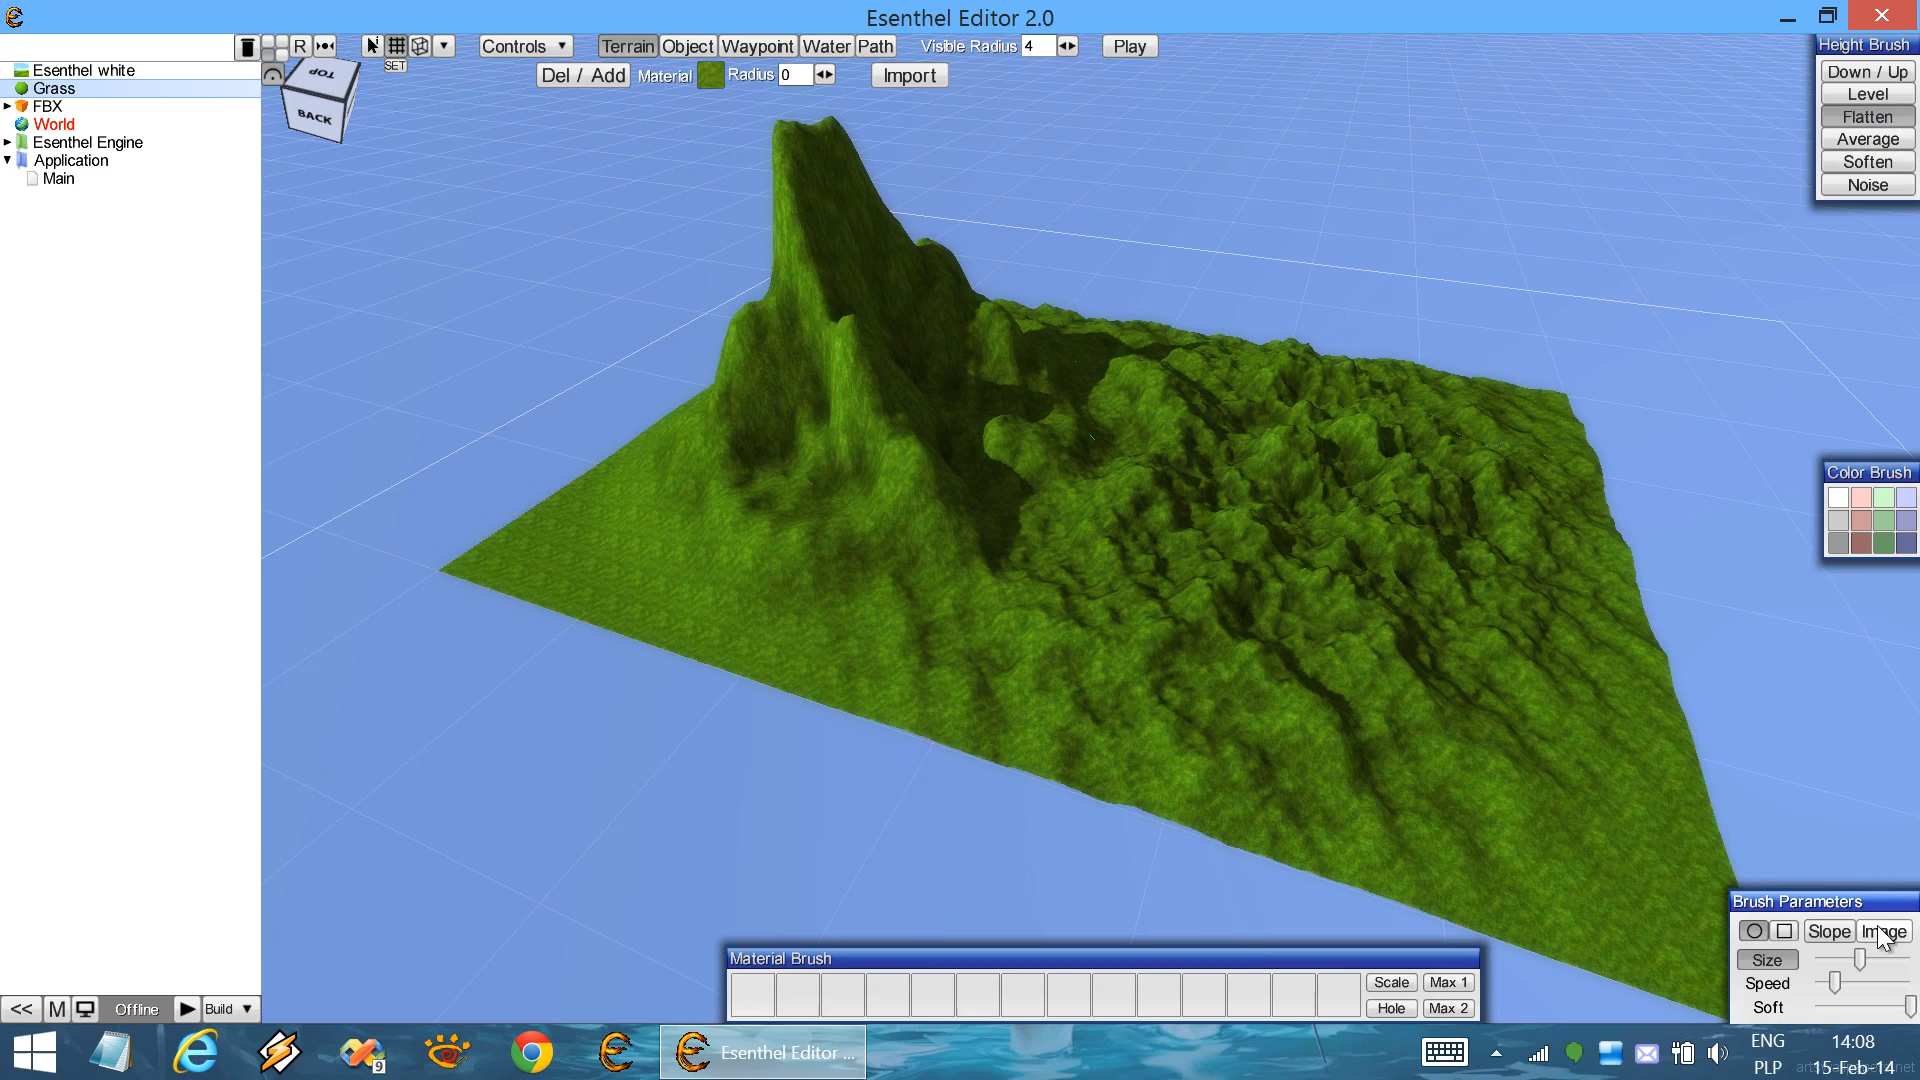 Esenthel Editor 2.0
R
Controls
Terrain Object Waypoint Water Path Visible Radius 4 Play
SET
Del / Add Material Radius 0 Import
TOP
BACK
Esenthel white
Grass
FBX
World
Esenthel Engine
Application
Main
Height Brush
Down / Up
Level
Flatten
Average
Soften
Noise
Color Brush
Brush Parameters
Slope Image
Size
Speed
Soft
Material Brush
Scale Max 1
Hole Max 2
<< M Offline Build
9
Esenthel Editor ...
ENG 14:08
PLP 15-Feb-14